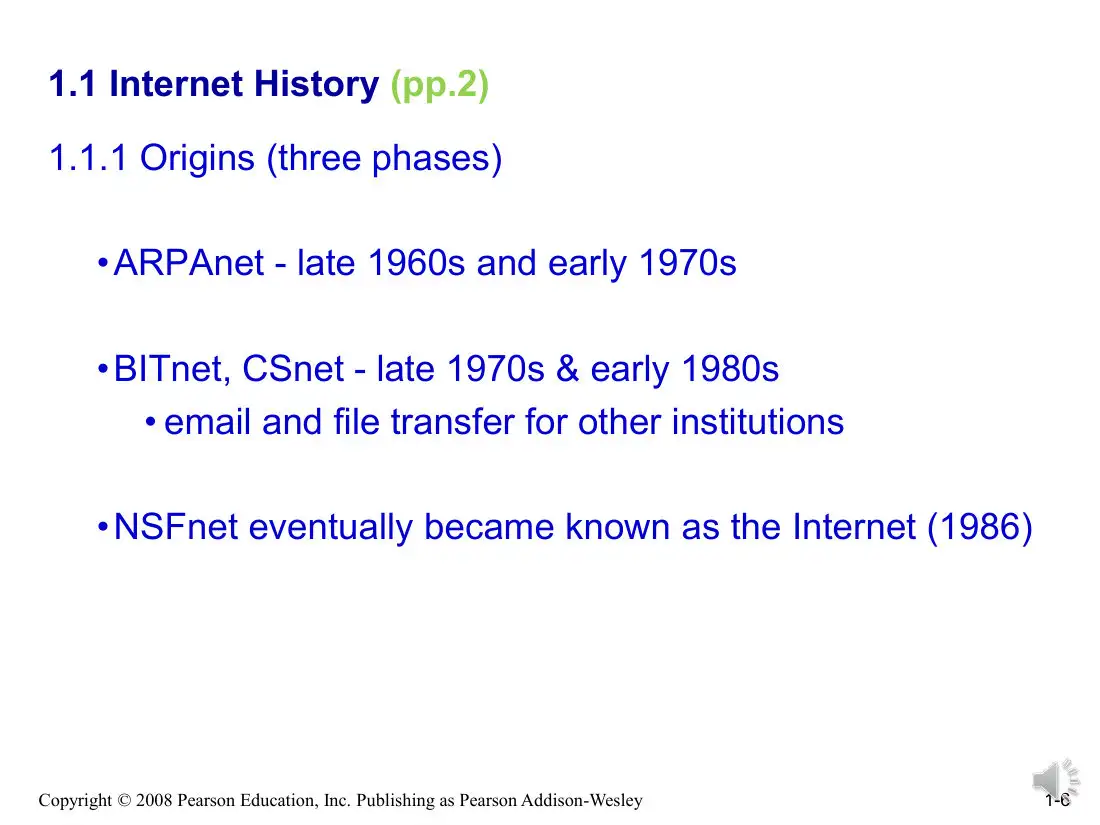 1.1 Internet History (pp.2)
1.1.1 Origins (three phases)
•ARPAnet - late 1960s and early 1970s
•BITnet, CSnet - late 1970s & early 1980s
• email and file transfer for other institutions
•NSFnet eventually became known as the Internet (1986)
Copyright © 2008 Pearson Education, Inc. Publishing as Pearson Addison-Wesley
1-6